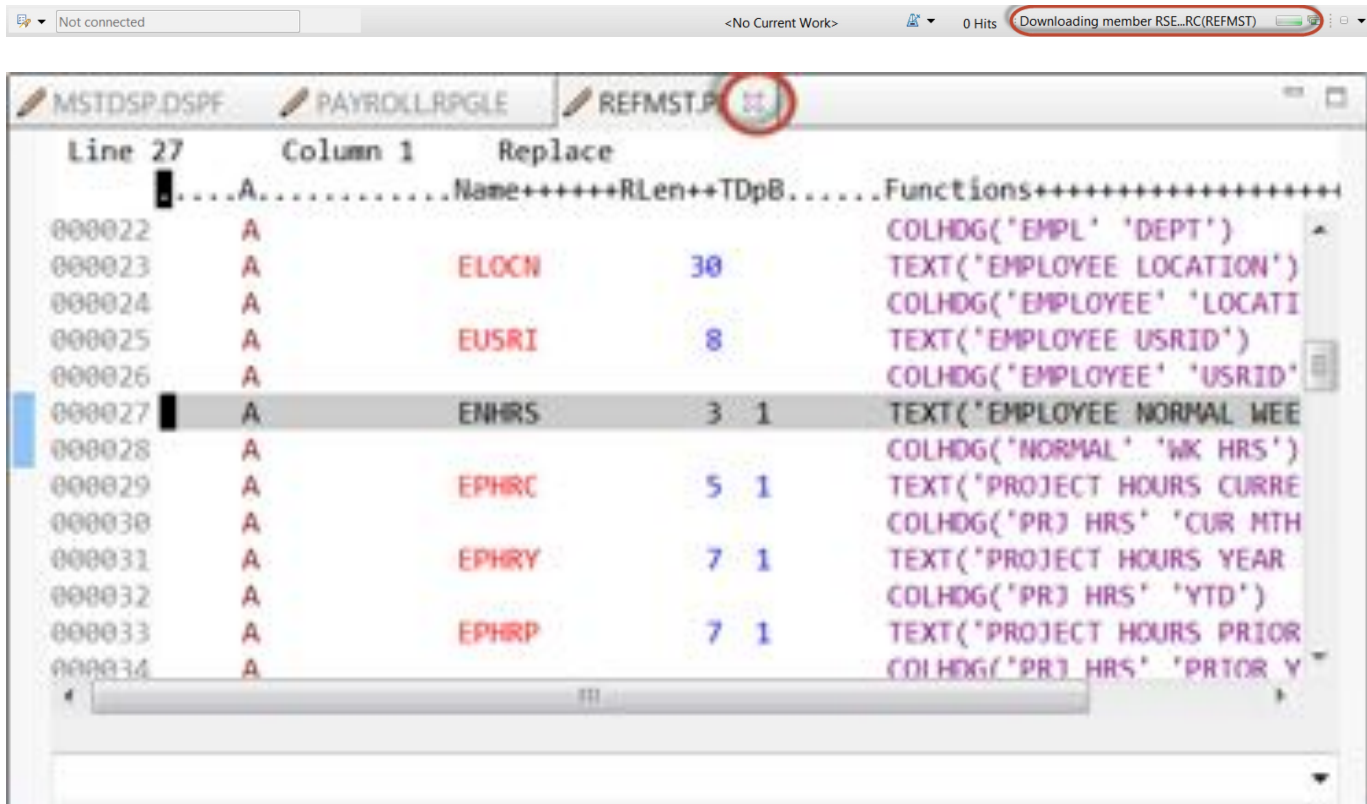 Not connected <No Current Work> 0 Hits Downloading member RSE...RC(REFMST)
MSTDSP.DSPF PAYROLL.RPGLE REFMST.P
Line 27 Column 1 Replace
.....A............Name++++++RLen++TDpB......Functions+++++++++++++++++++
000022 A COLHDG('EMPL' 'DEPT')
000023 A ELOCN 30 TEXT('EMPLOYEE LOCATION')
000024 A COLHDG('EMPLOYEE' 'LOCATI
000025 A EUSRI 8 TEXT('EMPLOYEE USRID')
000026 A COLHDG('EMPLOYEE' 'USRID'
000027 A ENHRS 3 1 TEXT('EMPLOYEE NORMAL WEE
000028 A COLHDG('NORMAL' 'WK HRS')
000029 A EPHRC 5 1 TEXT('PROJECT HOURS CURRE
000030 A COLHDG('PRJ HRS' 'CUR MTH
000031 A EPHRY 7 1 TEXT('PROJECT HOURS YEAR
000032 A COLHDG('PRJ HRS' 'YTD')
000033 A EPHRP 7 1 TEXT('PROJECT HOURS PRIOR
000034 A COLHDG('PRJ HRS' 'PRIOR Y